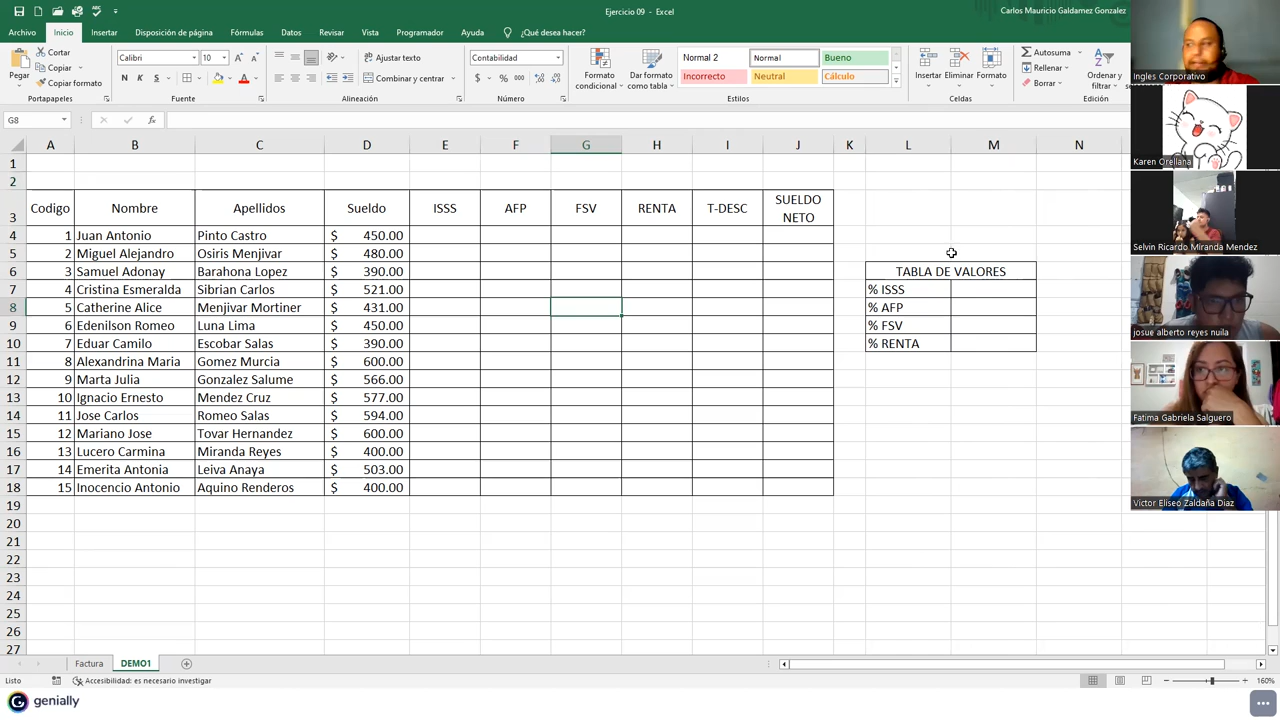 Ejercicio 09 - Excel
Carlos Mauricio Galdamez Gonzalez
Archivo Inicio Insertar Disposición de página Fórmulas Datos Revisar Vista Programador Ayuda ¿Qué desea hacer?
Pegar
Cortar
Copiar
Copiar formato
Portapapeles
Calibri 10
N K S
Fuente
Ajustar texto
Combinar y centrar
Alineación
Contabilidad
$ % 000
Número
Formato condicional
Dar formato como tabla
Normal 2 Normal Bueno
Incorrecto Neutral Cálculo
Estilos
Insertar Eliminar Formato
Celdas
Autosuma
Rellenar
Borrar
Ordenar y filtrar
Edición
G8
fx
A B C D E F G H I J K L M N
1
2
3 Codigo Nombre Apellidos Sueldo ISSS AFP FSV RENTA T-DESC SUELDO NETO
4 1 Juan Antonio Pinto Castro $ 450.00
5 2 Miguel Alejandro Osiris Menjivar $ 480.00
6 3 Samuel Adonay Barahona Lopez $ 390.00 TABLA DE VALORES
7 4 Cristina Esmeralda Sibrian Carlos $ 521.00 % ISSS
8 5 Catherine Alice Menjivar Mortiner $ 431.00 % AFP
9 6 Edenilson Romeo Luna Lima $ 450.00 % FSV
10 7 Eduar Camilo Escobar Salas $ 390.00 % RENTA
11 8 Alexandrina Maria Gomez Murcia $ 600.00
12 9 Marta Julia Gonzalez Salume $ 566.00
13 10 Ignacio Ernesto Mendez Cruz $ 577.00
14 11 Jose Carlos Romeo Salas $ 594.00
15 12 Mariano Jose Tovar Hernandez $ 600.00
16 13 Lucero Carmina Miranda Reyes $ 400.00
17 14 Emerita Antonia Leiva Anaya $ 503.00
18 15 Inocencio Antonio Aquino Renderos $ 400.00
19
20
21
22
23
24
25
26
27
Factura DEMO1
Listo Accesibilidad: es necesario investigar 160%
genially
Ingles Corporativo
Karen Orellana
Selvin Ricardo Miranda Mendez
josue alberto reyes nuila
Fatima Gabriela Salguero
Victor Eliseo Zaldaña Diaz